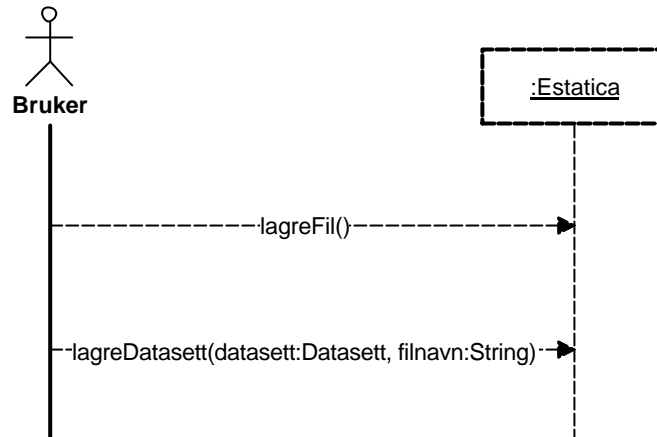 Bruker
:Estatica
lagreFil()
lagreDatasett(datasett:Datasett, filnavn:String)